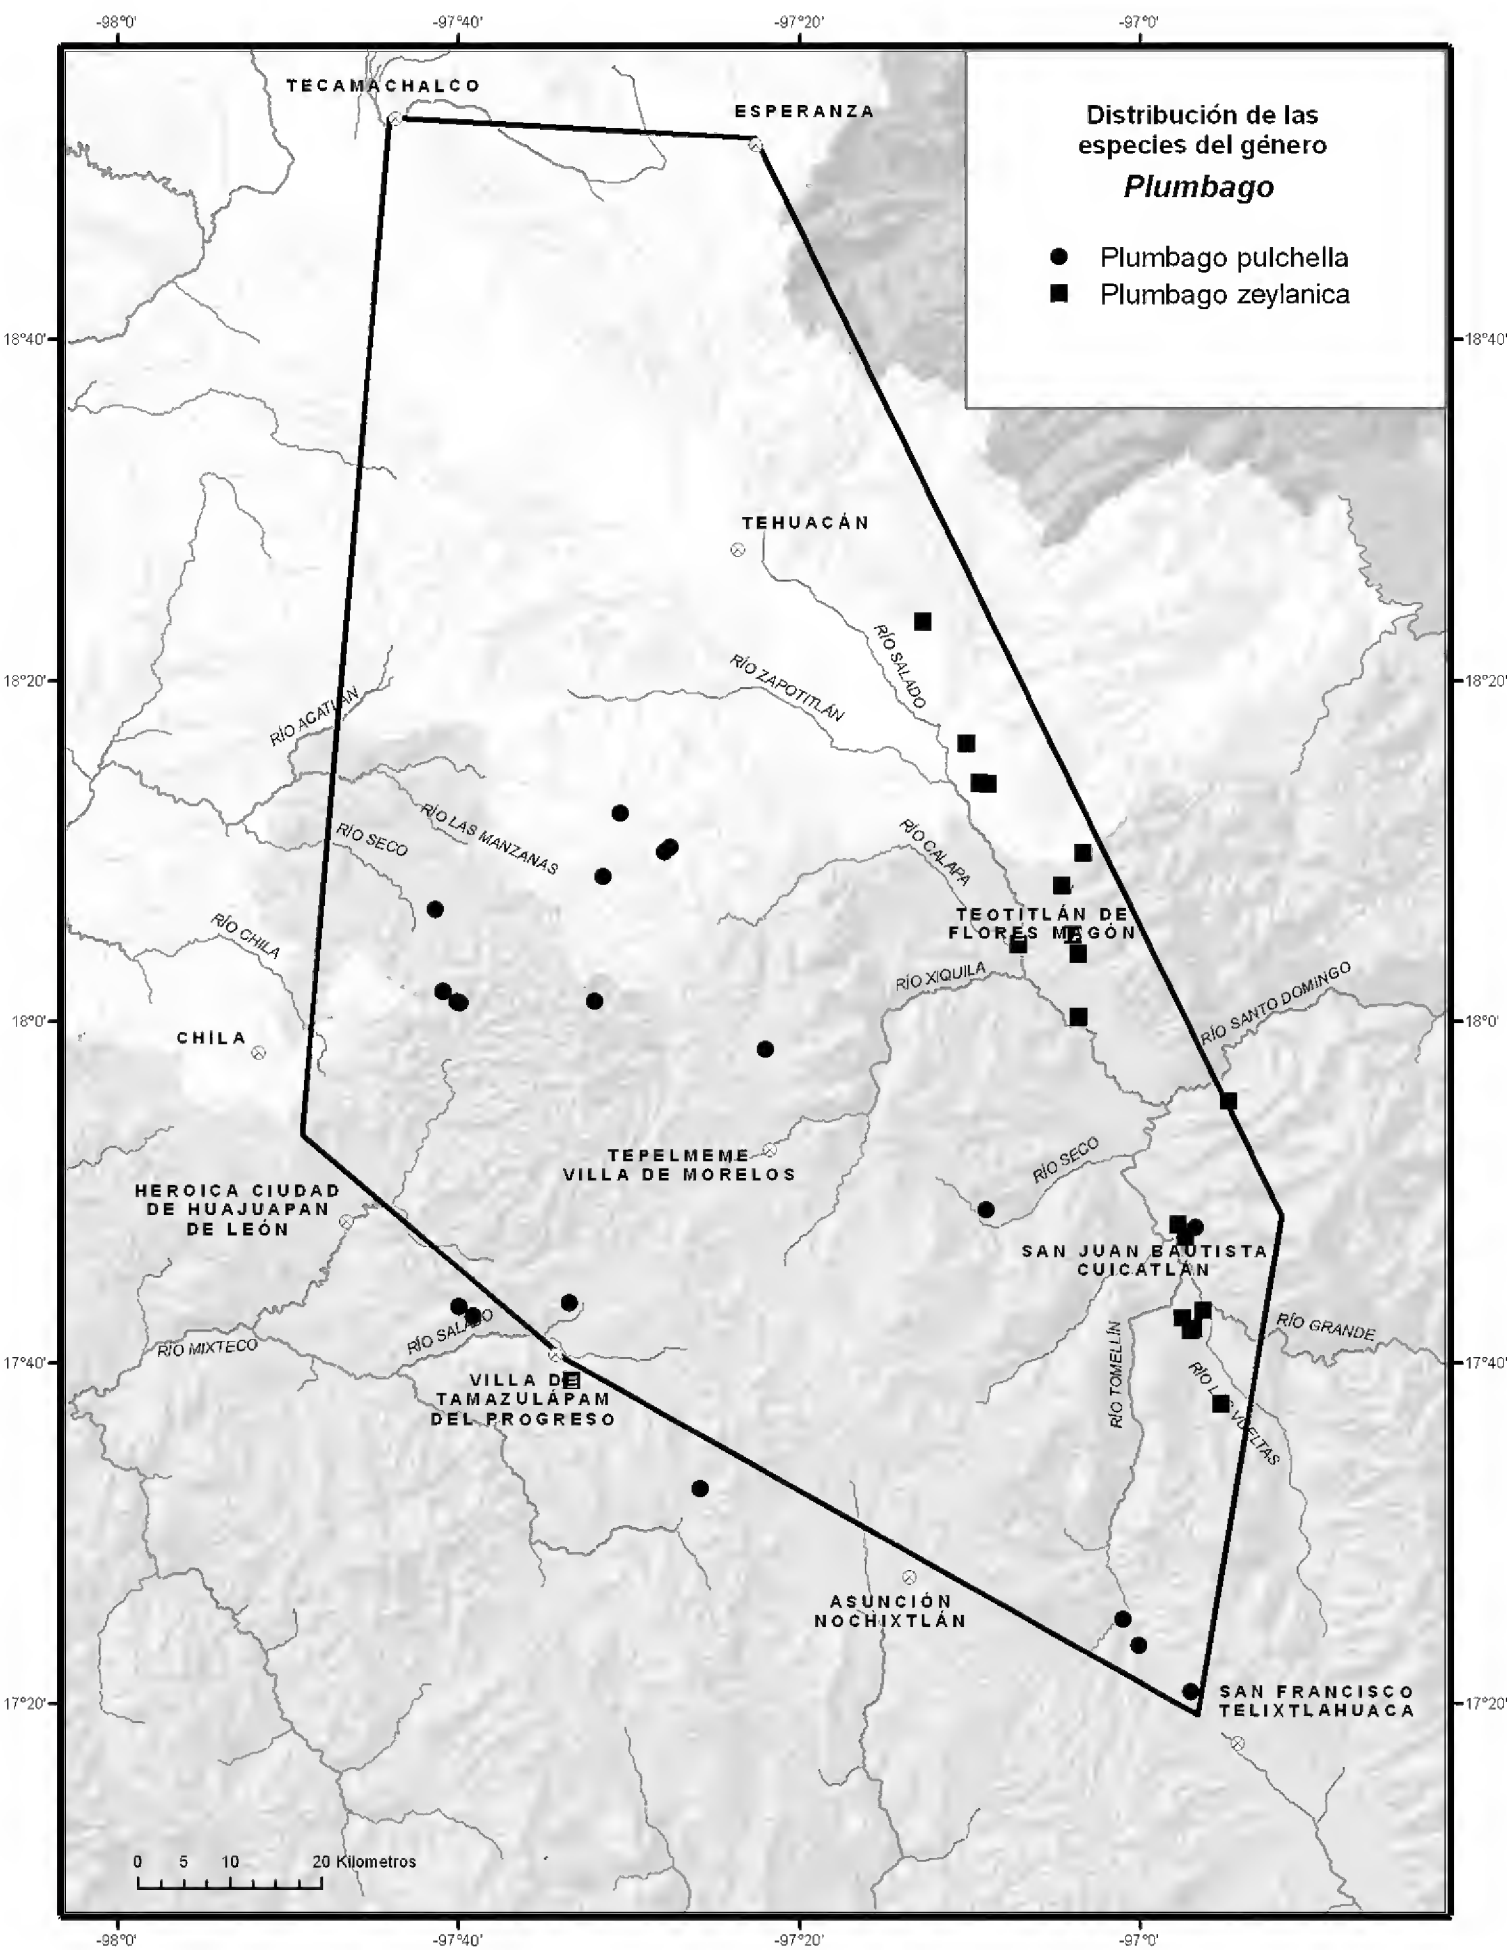 -98°0'
-97°40'
-97°20'
-97°0'
TECAMACHALCO
ESPERANZA
Distribución de las
especies del género
Plumbago
Plumbago pulchella
Plumbago zeylanica
18°40'
18°40'
TEHUACÁN
RÍO SALADO
RÍO ZAPOTITLÁN
18°20'
18°20'
RÍO ACATLÁN
RÍO LAS MANZANAS
RÍO SECO
RÍO CALAPA
TEOTITLÁN DE
FLORES MAGÓN
RÍO CHILA
RÍO XIQUILA
RÍO SANTO DOMINGO
18°0'
18°0'
CHILA
TEPELMEME
VILLA DE MORELOS
RÍO SECO
HEROICA CIUDAD
DE HUAJUAPAN
DE LEÓN
SAN JUAN BAUTISTA
CUICATLÁN
RÍO SALADO
RÍO MIXTECO
RÍO GRANDE
RÍO TOMELLÍN
17°40'
17°40'
RÍO LAS VUELTAS
VILLA DE
TAMAZULÁPAM
DEL PROGRESO
ASUNCIÓN
NOCHIXTLÁN
SAN FRANCISCO
TELIXTLAHUACA
17°20'
17°20'
0 5 10 20 Kilometros
-98°0'
-97°40'
-97°20'
-97°0'